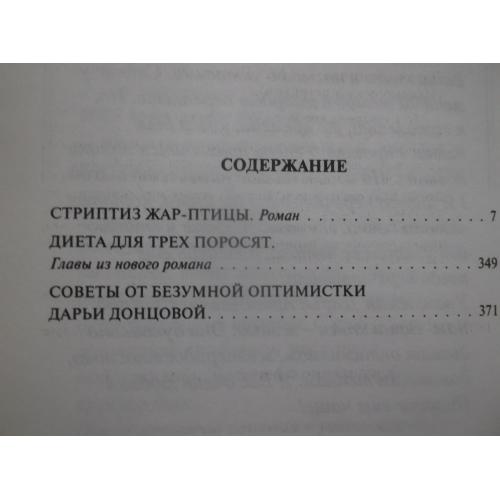 СОДЕРЖАНИЕ
СТРИПТИЗ ЖАР-ПТИЦЫ. Роман . . . . . . . . . . . . . . . . . 7
ДИЕТА ДЛЯ ТРЕХ ПОРОСЯТ.
Главы из нового романа . . . . . . . . . . . . . . . . . . . . . . 349
СОВЕТЫ ОТ БЕЗУМНОЙ ОПТИМИСТКИ
ДАРЬИ ДОНЦОВОЙ. . . . . . . . . . . . . . . . . . . . . . . 371